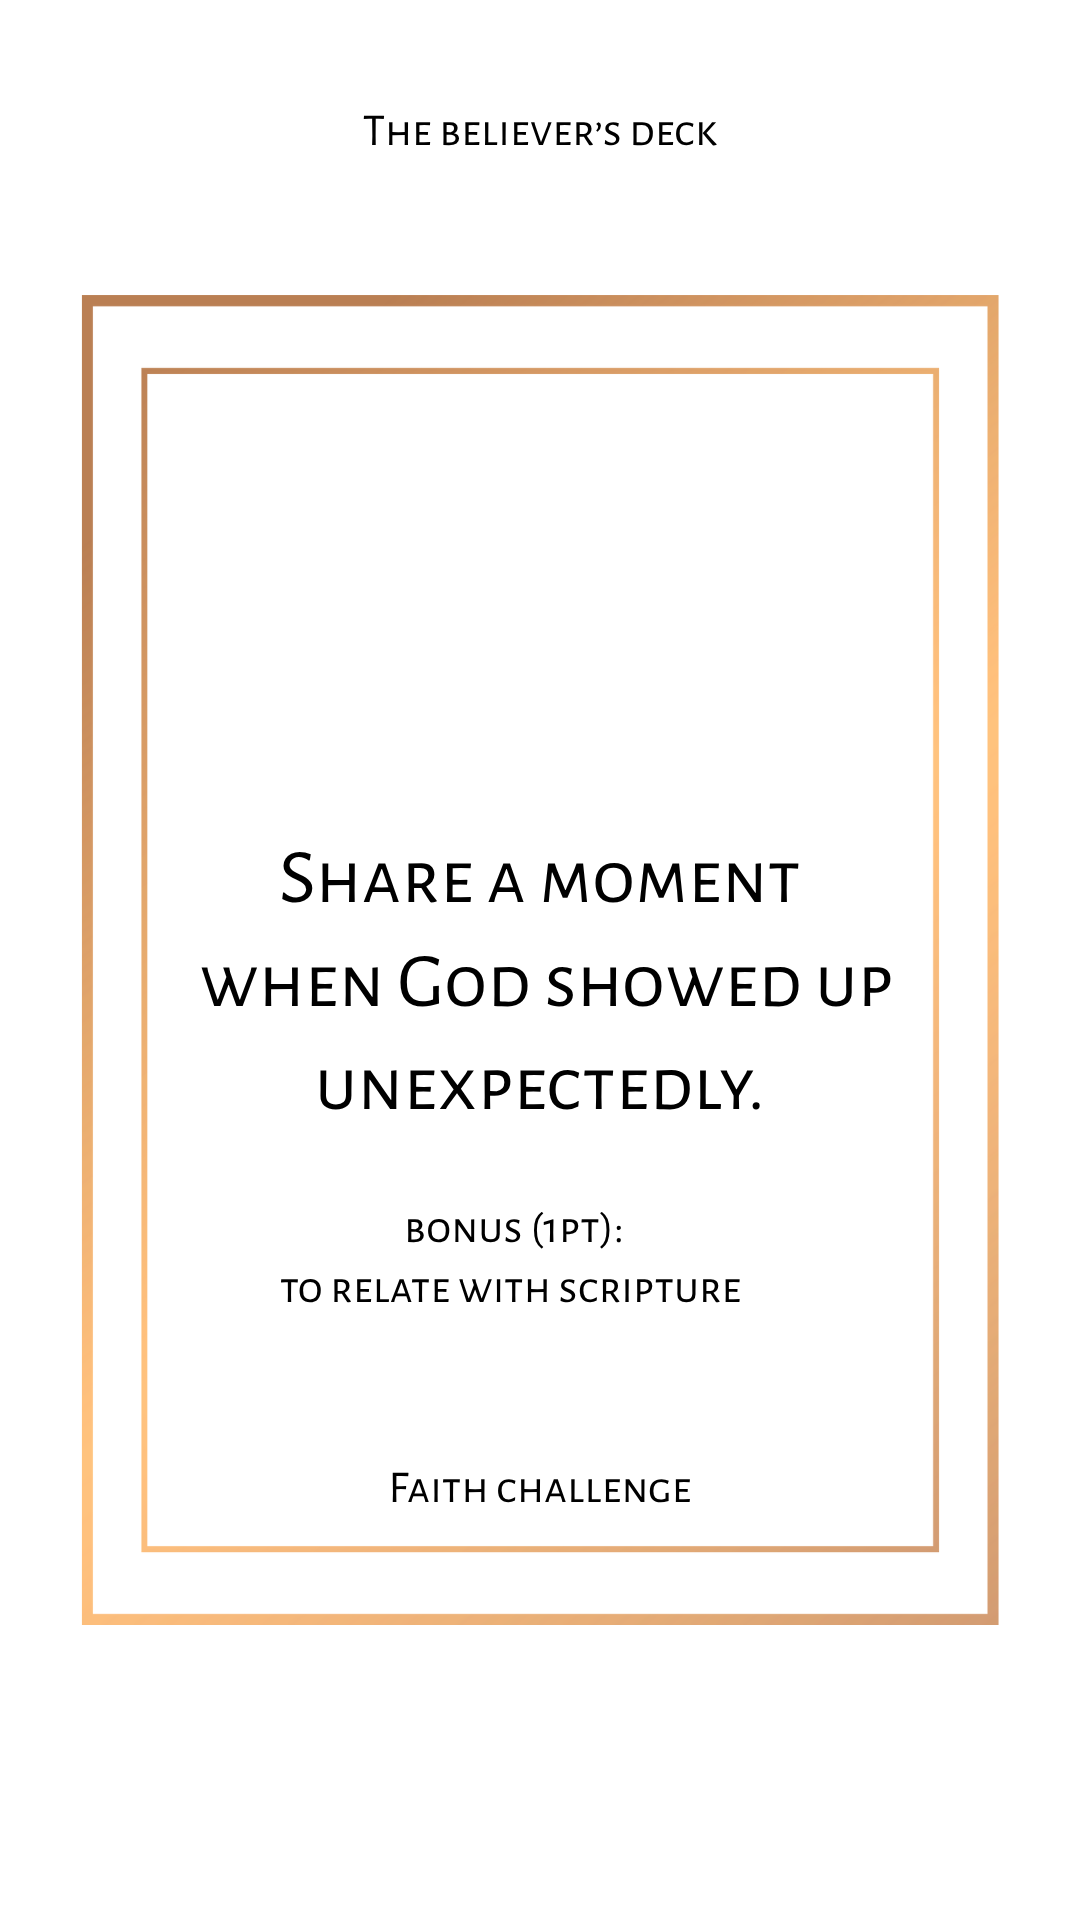 The believer’s deck
Share a moment
when God showed up
unexpectedly.
bonus (1pt):
to relate with scripture
Faith challenge